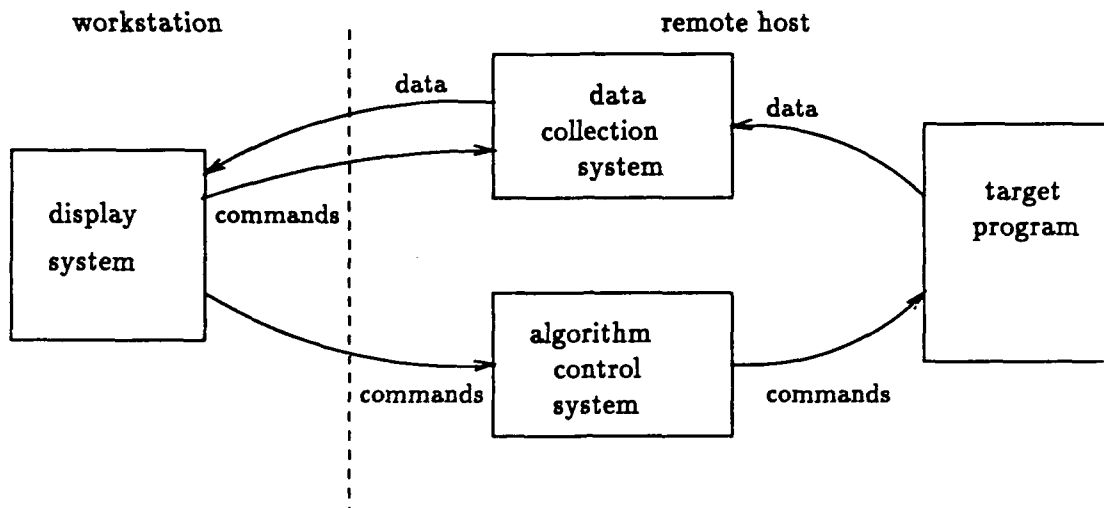 workstation
remote host
data
data
collection
system
data
display
system
commands
target
program
algorithm
control
system
commands
commands